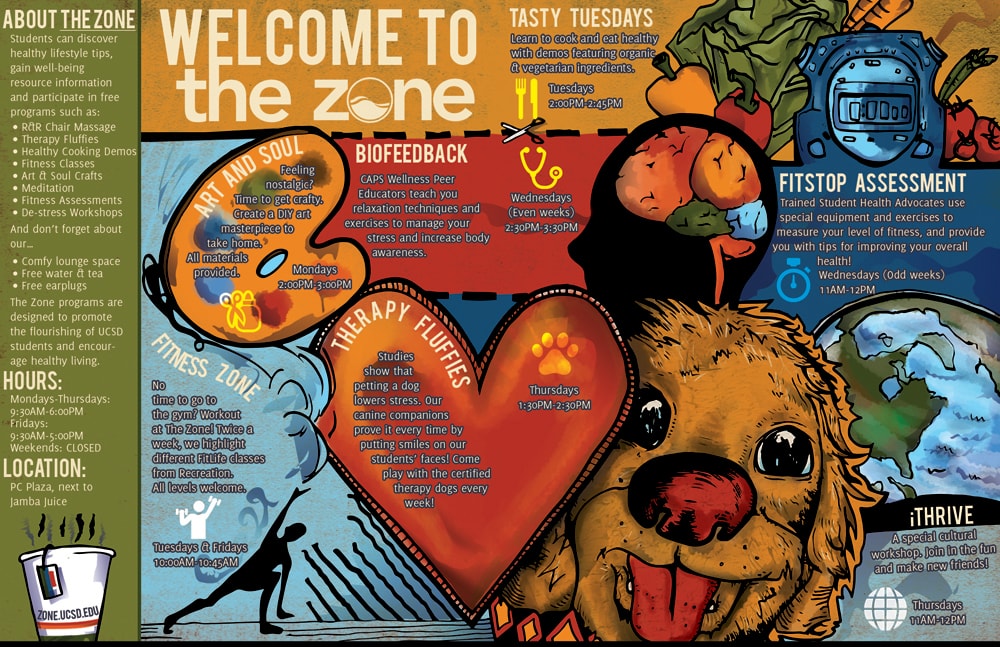 ABOUT THE ZONE
Students can discover
healthy lifestyle tips,
gain well-being
resource information
and participate in free
programs such as:
• R&R Chair Massage
• Therapy Fluffies
• Healthy Cooking Demos
• Fitness Classes
• Art & Soul Crafts
• Meditation
• Fitness Assessments
• De-stress Workshops
And don't forget about
our...
• Comfy lounge space
• Free water & tea
• Free earplugs
The Zone programs are
designed to promote
the flourishing of UCSD
students and encour-
age healthy living.
HOURS:
Mondays-Thursdays:
9:30AM-6:00PM
Fridays:
9:30AM-5:00PM
Weekends: CLOSED
LOCATION:
PC Plaza, next to
Jamba Juice
ZONE.UCSD.EDU
WELCOME TO
the zone
TASTY TUESDAYS
Learn to cook and eat healthy
with demos featuring organic
& vegetarian ingredients.
Tuesdays
2:00PM-2:45PM
ART AND SOUL
Feeling
nostalgic?
Time to get crafty.
Create a DIY art
masterpiece to
take home.
All materials
provided.
Mondays
2:00PM-3:00PM
BIOFEEDBACK
CAPS Wellness Peer
Educators teach you
relaxation techniques and
exercises to manage your
stress and increase body
awareness.
Wednesdays
(Even weeks)
2:30PM-3:30PM
FITSTOP ASSESSMENT
Trained Student Health Advocates use
special equipment and exercises to
measure your level of fitness, and provide
you with tips for improving your overall
health!
Wednesdays (Odd weeks)
11AM-12PM
FITNESS ZONE
No
time to go to
the gym? Workout
at The Zone! Twice a
week, we highlight
different FitLife classes
from Recreation.
All levels welcome.
Tuesdays & Fridays
10:00AM-10:45AM
THERAPY FLUFFIES
Studies
show that
petting a dog
lowers stress. Our
canine companions
prove it every time by
putting smiles on our
students' faces! Come
play with the certified
therapy dogs every
week!
Thursdays
1:30PM-2:30PM
iTHRIVE
A special cultural
workshop. Join in the fun
and make new friends!
Thursdays
11AM-12PM